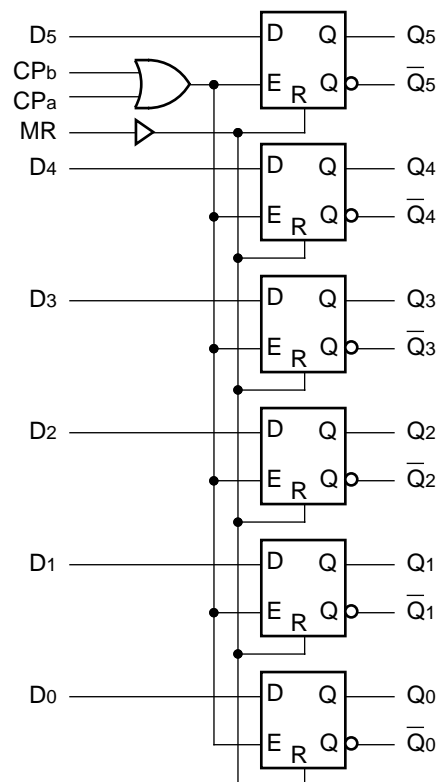 D5 D Q Q5
CPb
CPa E Q Q̅5
MR R
D4 D Q Q4
E Q Q̅4
R
D3 D Q Q3
E Q Q̅3
R
D2 D Q Q2
E Q Q̅2
R
D1 D Q Q1
E Q Q̅1
R
D0 D Q Q0
E Q Q̅0
R